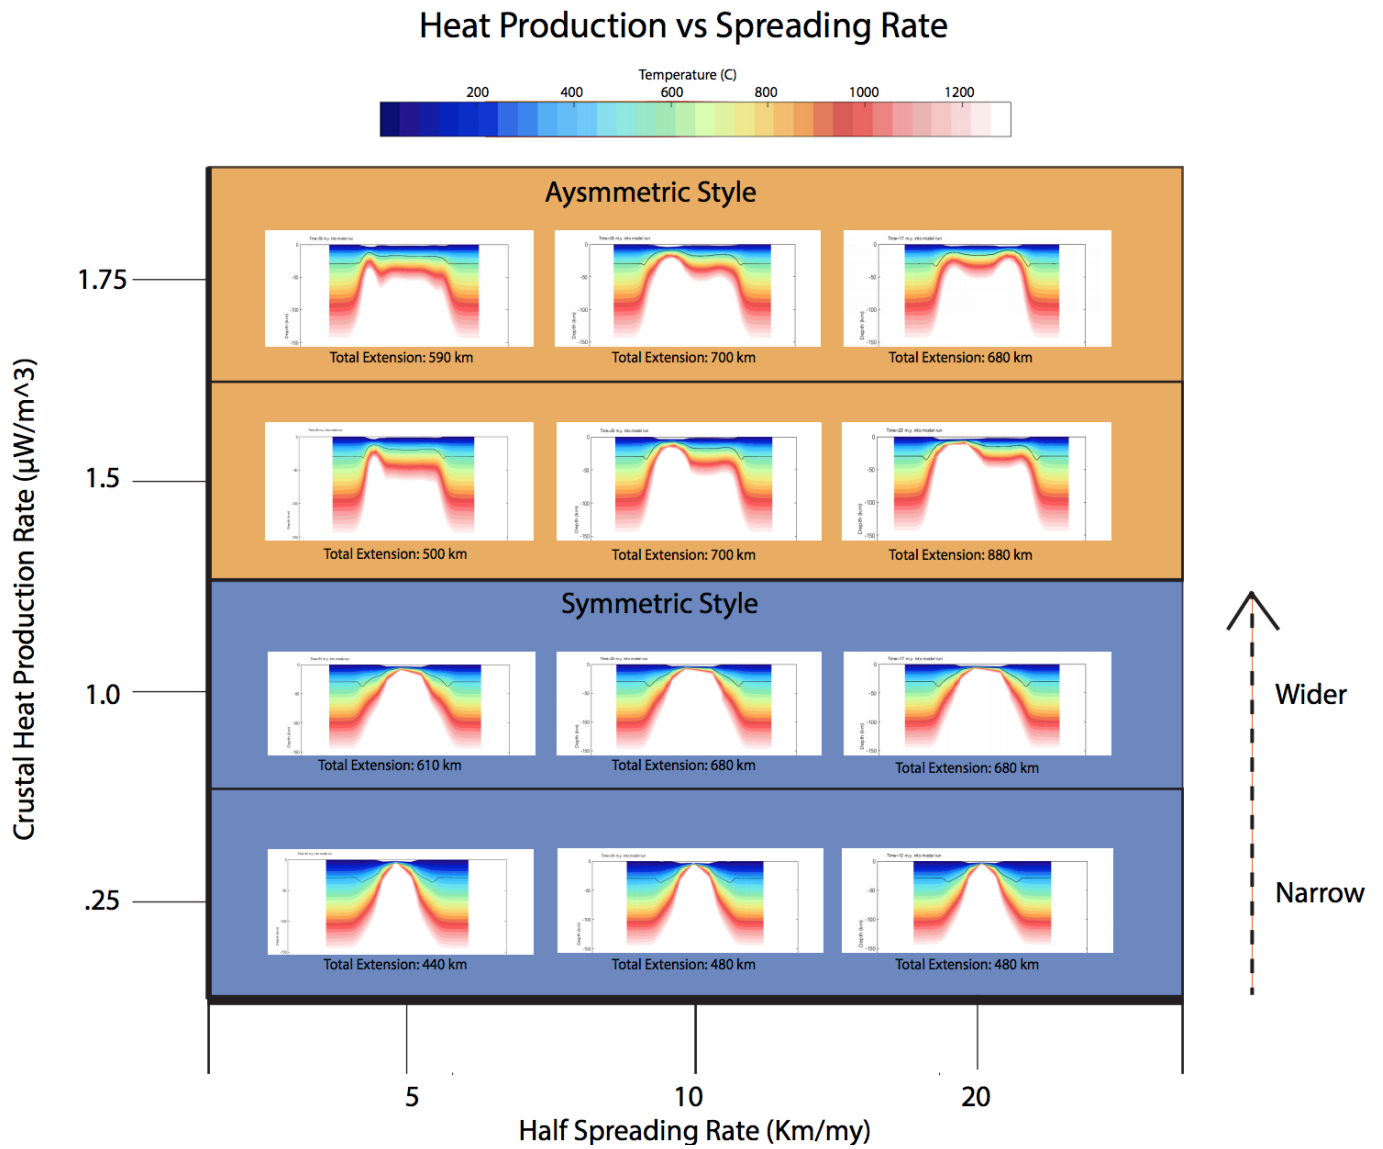 Heat Production vs Spreading Rate
Temperature (C)
200 400 600 800 1000 1200
Aysmmetric Style
1.75
Total Extension: 590 km
Total Extension: 700 km
Total Extension: 680 km
1.5
Total Extension: 500 km
Total Extension: 700 km
Total Extension: 880 km
Symmetric Style
1.0
Total Extension: 610 km
Total Extension: 680 km
Total Extension: 680 km
.25
Total Extension: 440 km
Total Extension: 480 km
Total Extension: 480 km
Crustal Heat Production Rate (µW/m^3)
Wider
Narrow
5 10 20
Half Spreading Rate (Km/my)